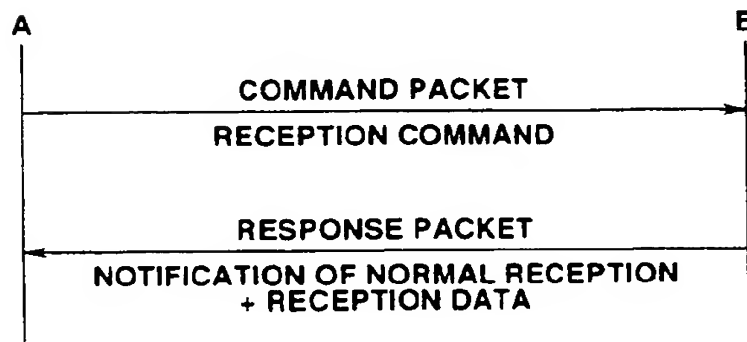 A
COMMAND PACKET
RECEPTION COMMAND
RESPONSE PACKET
NOTIFICATION OF NORMAL RECEPTION
+ RECEPTION DATA